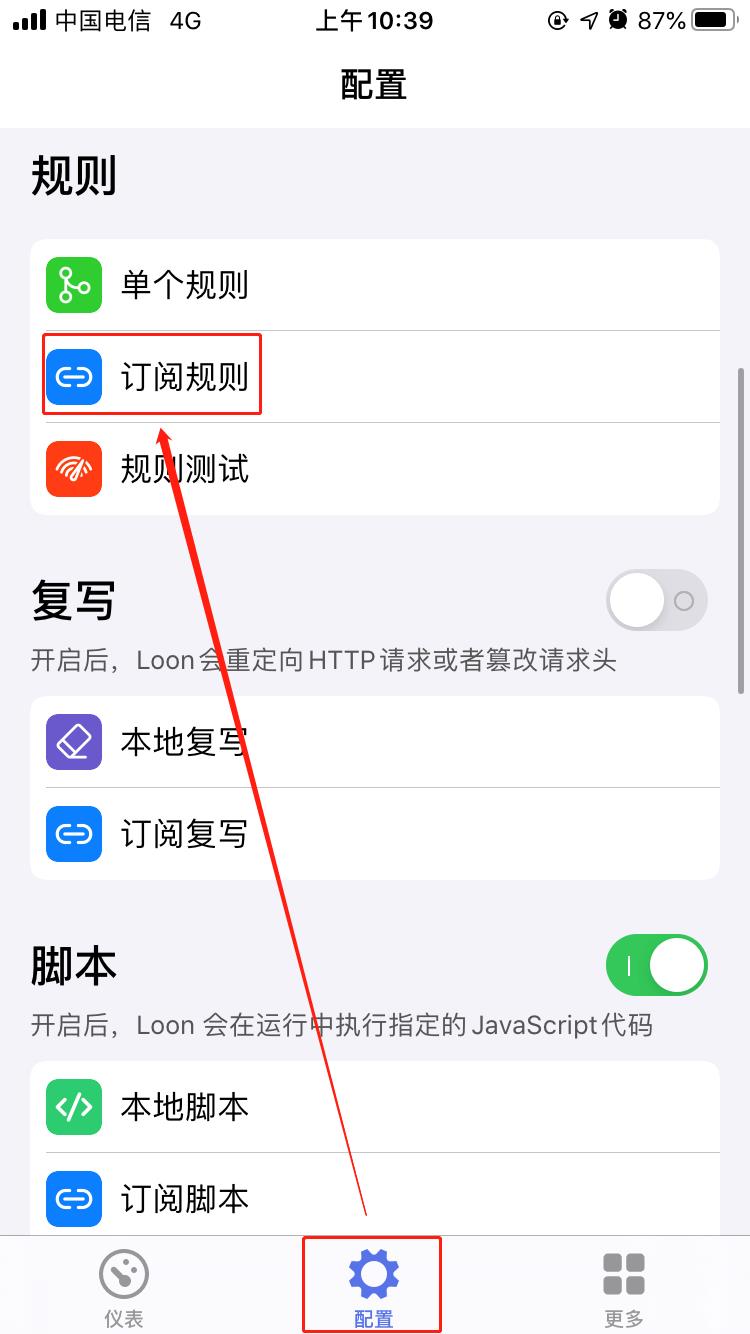 中国电信 4G 上午10:39 87%
配置
规则
单个规则
订阅规则
规则测试
复写
开启后，Loon会重定向HTTP请求或者篡改请求头
本地复写
订阅复写
脚本
开启后，Loon 会在运行中执行指定的JavaScript代码
本地脚本
订阅脚本
仪表 配置 更多